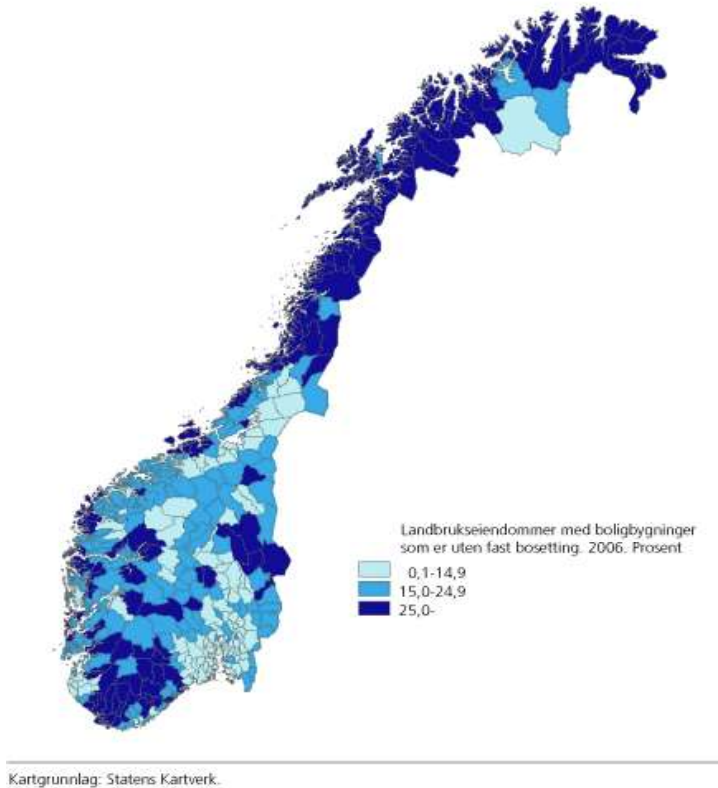 Landbrukseiendommer med boligbygninger
som er uten fast bosetting. 2006. Prosent
0,1-14,9
15,0-24,9
25,0-
Kartgrunnlag: Statens Kartverk.